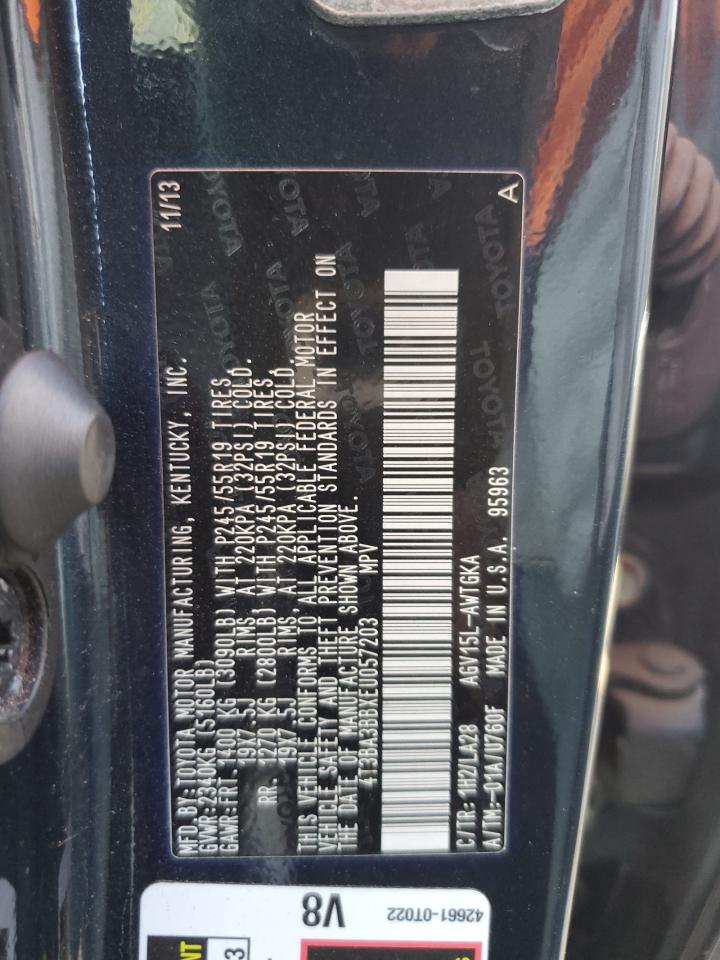 MFD. BY: TOYOTA MOTOR MANUFACTURING, KENTUCKY, INC. 11/13
GVWR: 2340KG (5160LB)
GAWR: FRT. 1400 KG (3090LB) WITH P245/55R19 TIRES,
19X7.5J RIMS, AT 220KPA (32PSI) COLD.
RR. 1270 KG (2800LB) WITH P245/55R19 TIRES,
19X7.5J RIMS, AT 220KPA (32PSI) COLD.
THIS VEHICLE CONFORMS TO ALL APPLICABLE FEDERAL MOTOR
VEHICLE SAFETY AND THEFT PREVENTION STANDARDS IN EFFECT ON
THE DATE OF MANUFACTURE SHOWN ABOVE.
4T3BA3BBXEU057203 MPV
C/TR: 1H2/LA28 AGV15L-AWTGKA
A/TM:-01A/U760F MADE IN U.S.A. 95963 A
TOYOTA
V8
42661-0T022